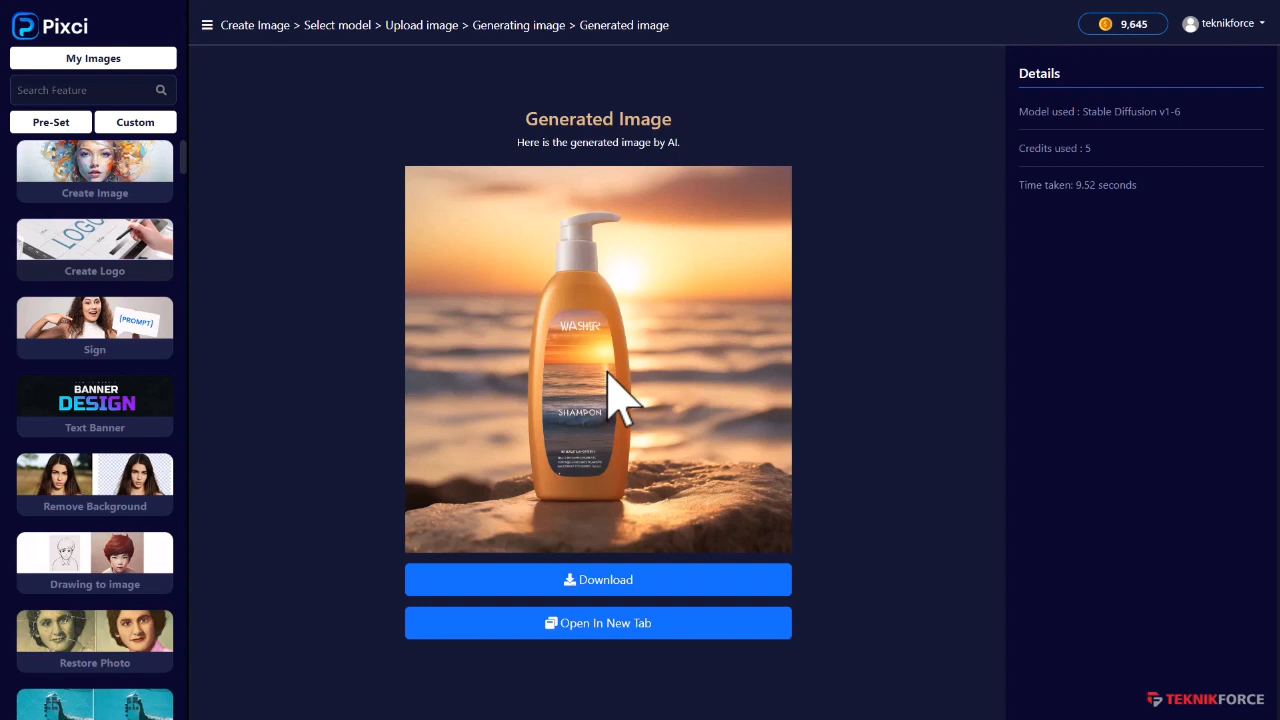 Pixci
Create Image > Select model > Upload image > Generating image > Generated image
9,645
teknikforce
My Images
Search Feature
Pre-Set
Custom
Create Image
LOGO
Create Logo
{PROMPT}
Sign
BANNER
DESIGN
Text Banner
Remove Background
Drawing to image
Restore Photo
Generated Image
Here is the generated image by AI.
SHAMPON
Download
Open In New Tab
Details
Model used : Stable Diffusion v1-6
Credits used : 5
Time taken: 9.52 seconds
TEKNIKFORCE